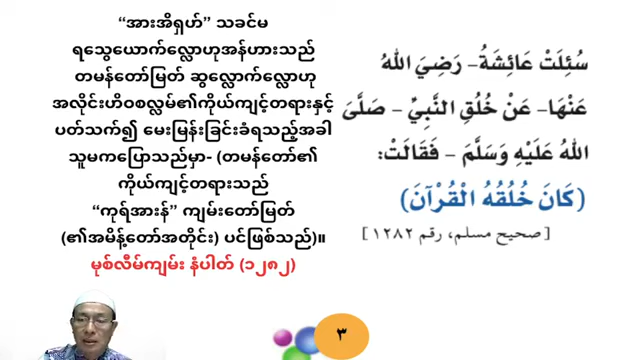 “အားအိရှဟ်” သခင်မ
ရသွေယောက်လ္လောဟုအန်ဟားသည်
တမန်တော်မြတ် ဆွလ္လောက်လ္လောဟု
အလိုင်းဟိဝစလ္လမ်၏ကိုယ်ကျင့်တရားနှင့်
ပတ်သက်၍ မေးမြန်းခြင်းခံရသည့်အခါ
သူမကပြောသည်မှာ- (တမန်တော်၏
ကိုယ်ကျင့်တရားသည်
“ကုရ်အားန်” ကျမ်းတော်မြတ်
(၏အမိန့်တော်အတိုင်း) ပင်ဖြစ်သည်)။
မုစ်လီမ်ကျမ်း နံပါတ် (၁၂၈၂)
سُئِلَتْ عَائِشَةُ- رَضِيَ اللهُ
عَنْهَا- عَنْ خُلُقِ النَّبِيِّ - صَلَّىَ
اللهُ عَلَيْهِ وَسَلَّمَ - فَقَالَتْ:
(كَانَ خُلُقُهُ الْقُرْآنَ)
[صحيح مسلم، رقم ١٢٨٢]
٣